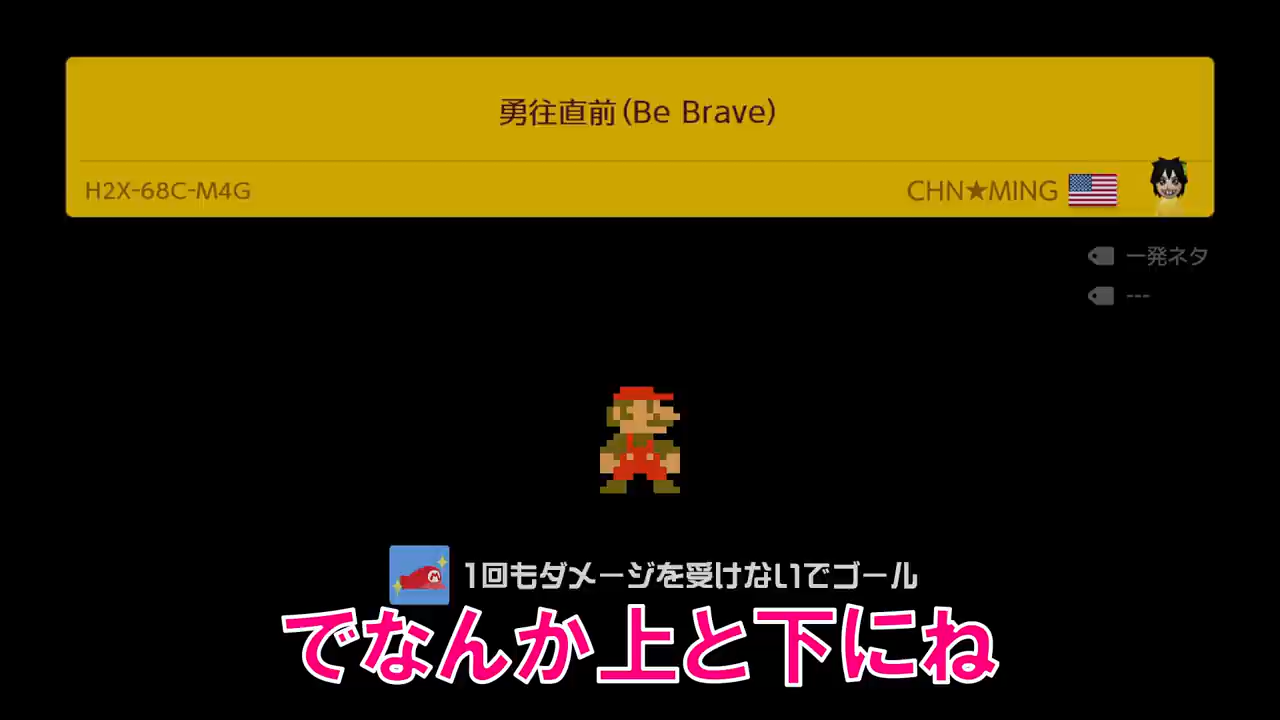 勇往直前(Be Brave)
H2X-68C-M4G
CHN★MING
一発ネタ
---
1回もダメージを受けないでゴール
でなんか上と下にね